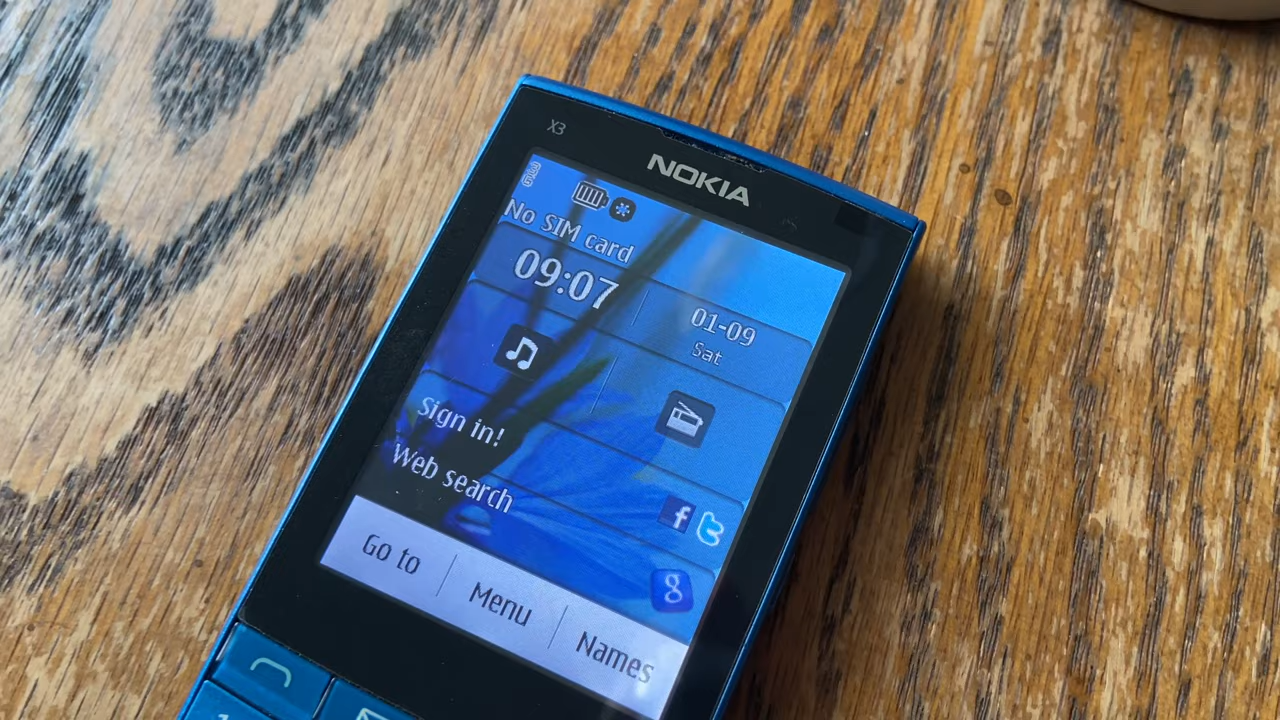 X3
NOKIA
No SIM card
09:07
01-09
Sat
Sign in!
Web search
f
t
g
Go to
Menu
Names